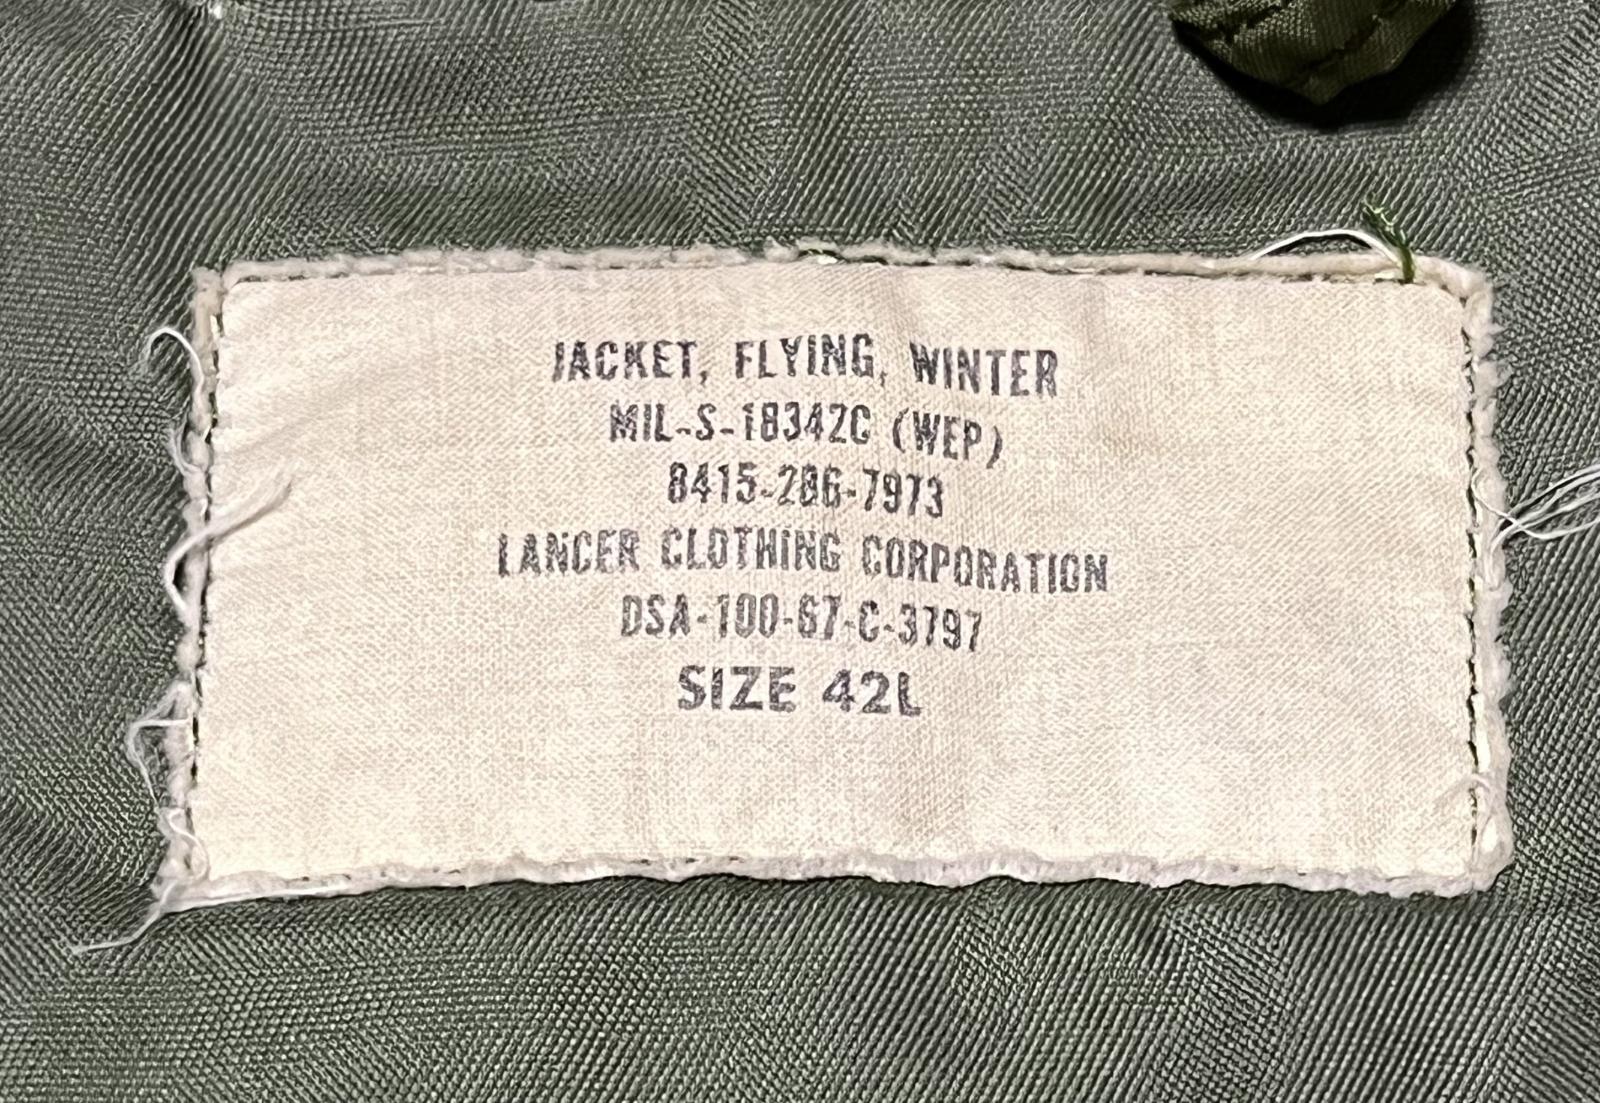 JACKET, FLYING, WINTER
MIL-S-18342C (WEP)
8415-286-7973
LANCER CLOTHING CORPORATION
DSA-100-67-C-3797
SIZE 42L